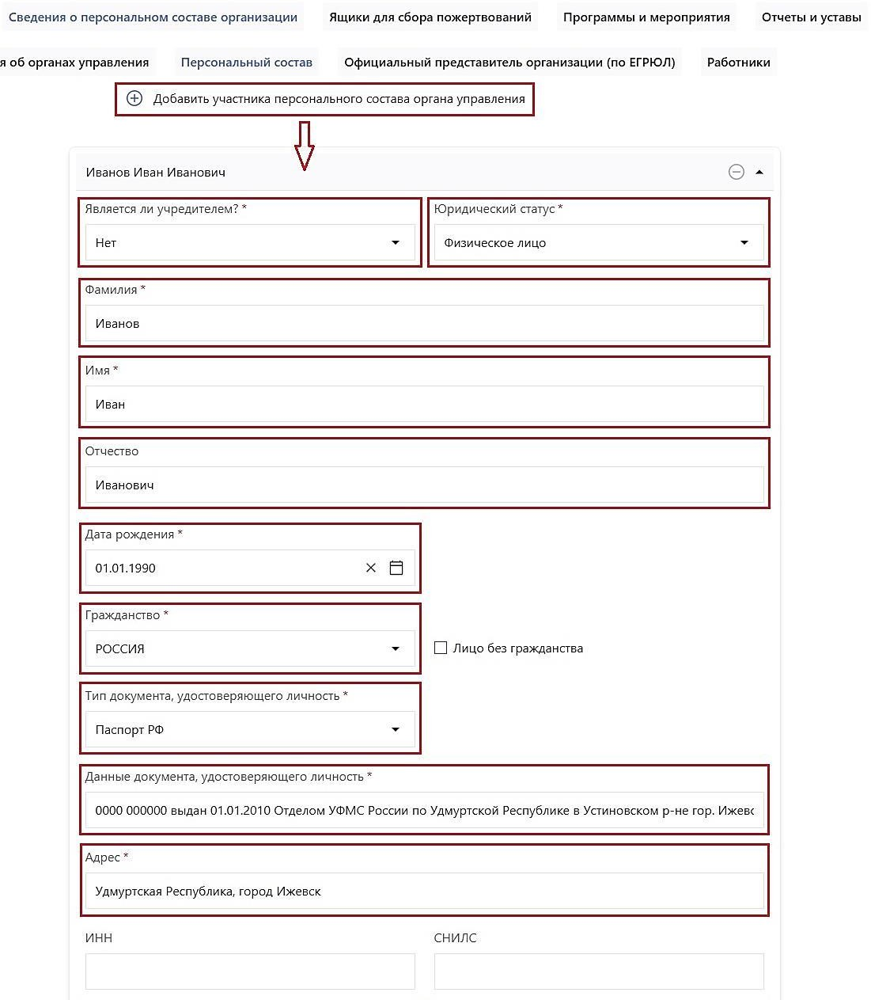 Сведения о персональном составе организации Ящики для сбора пожертвований Программы и мероприятия Отчеты и уставы
я об органах управления Персональный состав Официальный представитель организации (по ЕГРЮЛ) Работники
Добавить участника персонального состава органа управления
Иванов Иван Иванович
Является ли учредителем? * Юридический статус *
Нет Физическое лицо
Фамилия *
Иванов
Имя *
Иван
Отчество
Иванович
Дата рождения *
01.01.1990
Гражданство *
РОССИЯ Лицо без гражданства
Тип документа, удостоверяющего личность *
Паспорт РФ
Данные документа, удостоверяющего личность *
0000 000000 выдан 01.01.2010 Отделом УФМС России по Удмуртской Республике в Устиновском р-не гор. Ижевс
Адрес *
Удмуртская Республика, город Ижевск
ИНН СНИЛС